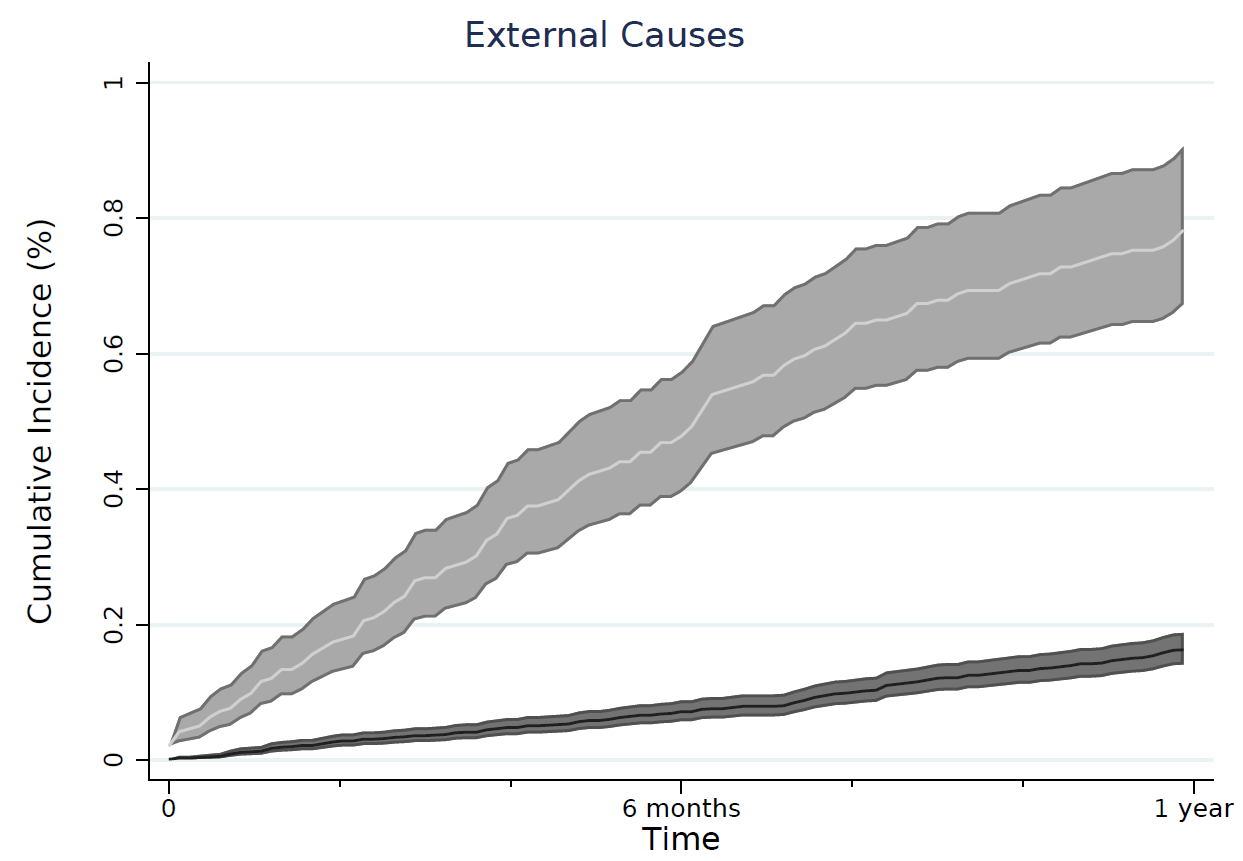 External Causes
Cumulative Incidence (%)
1
0.8
0.6
0.4
0.2
0
0
6 months
1 year
Time